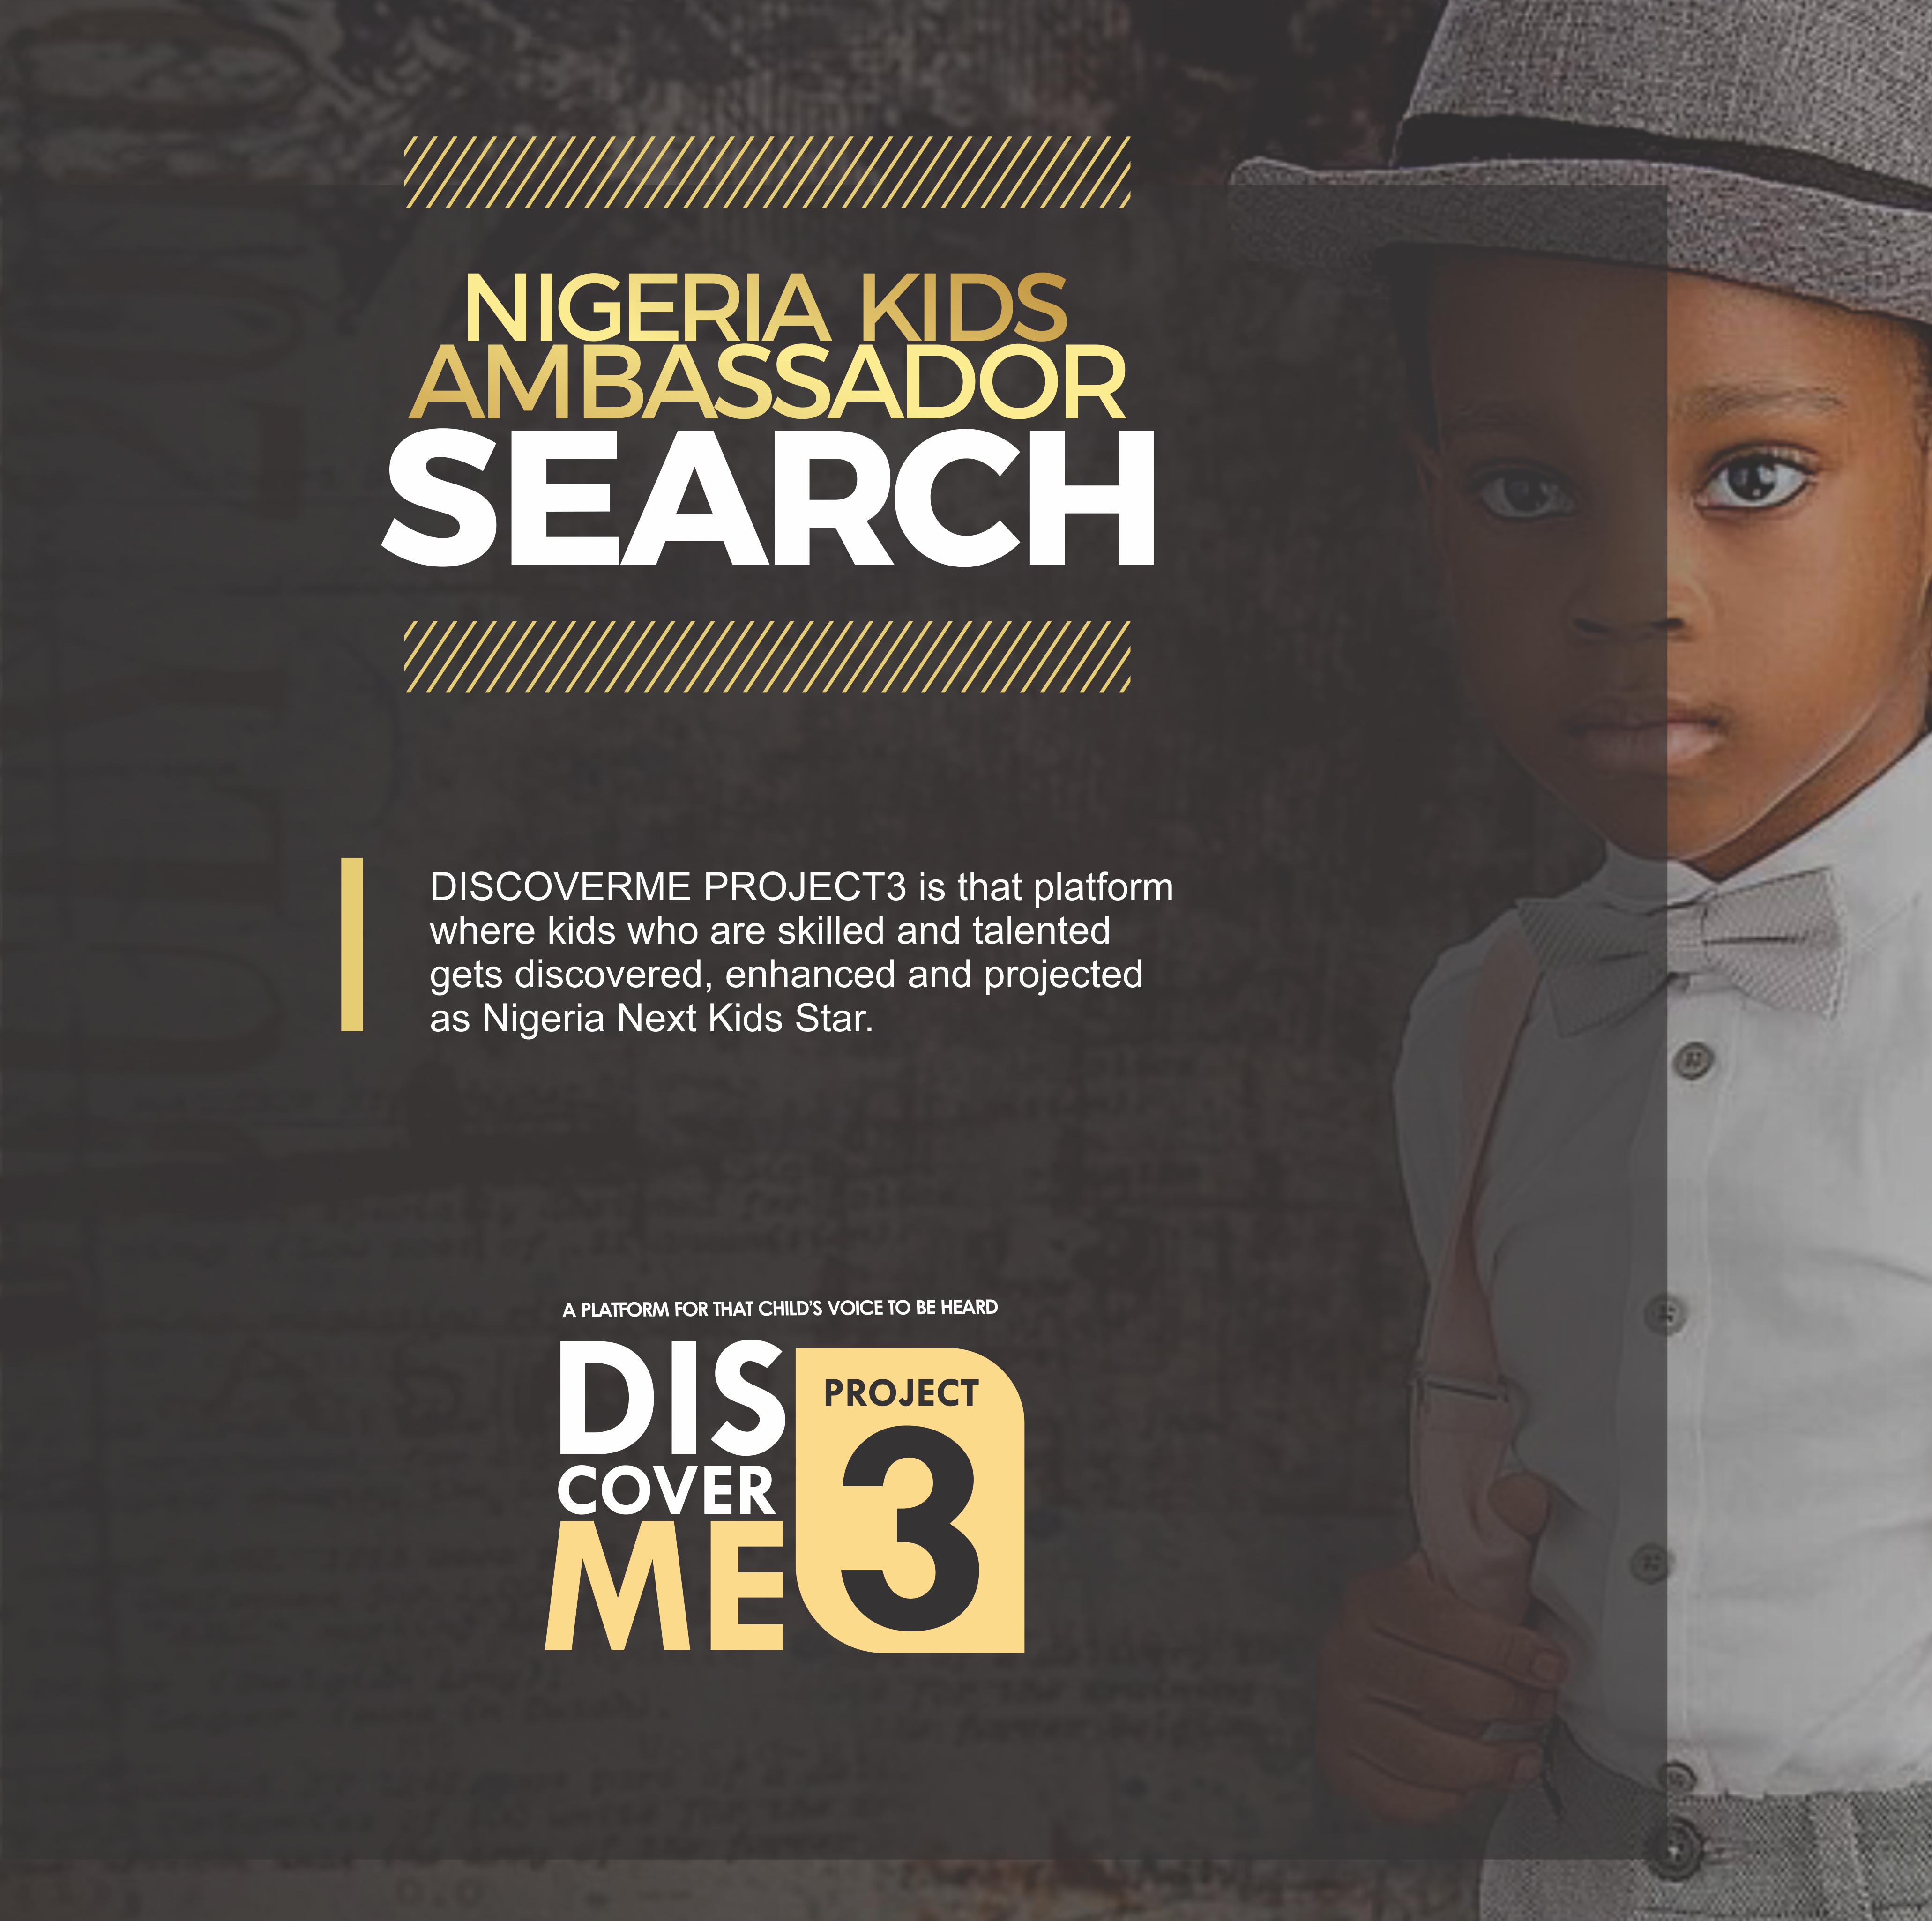 NIGERIA KIDS
AMBASSADOR
SEARCH
DISCOVERME PROJECT3 is that platform
where kids who are skilled and talented
gets discovered, enhanced and projected
as Nigeria Next Kids Star.
A PLATFORM FOR THAT CHILD'S VOICE TO BE HEARD
DIS
COVER
ME
PROJECT
3